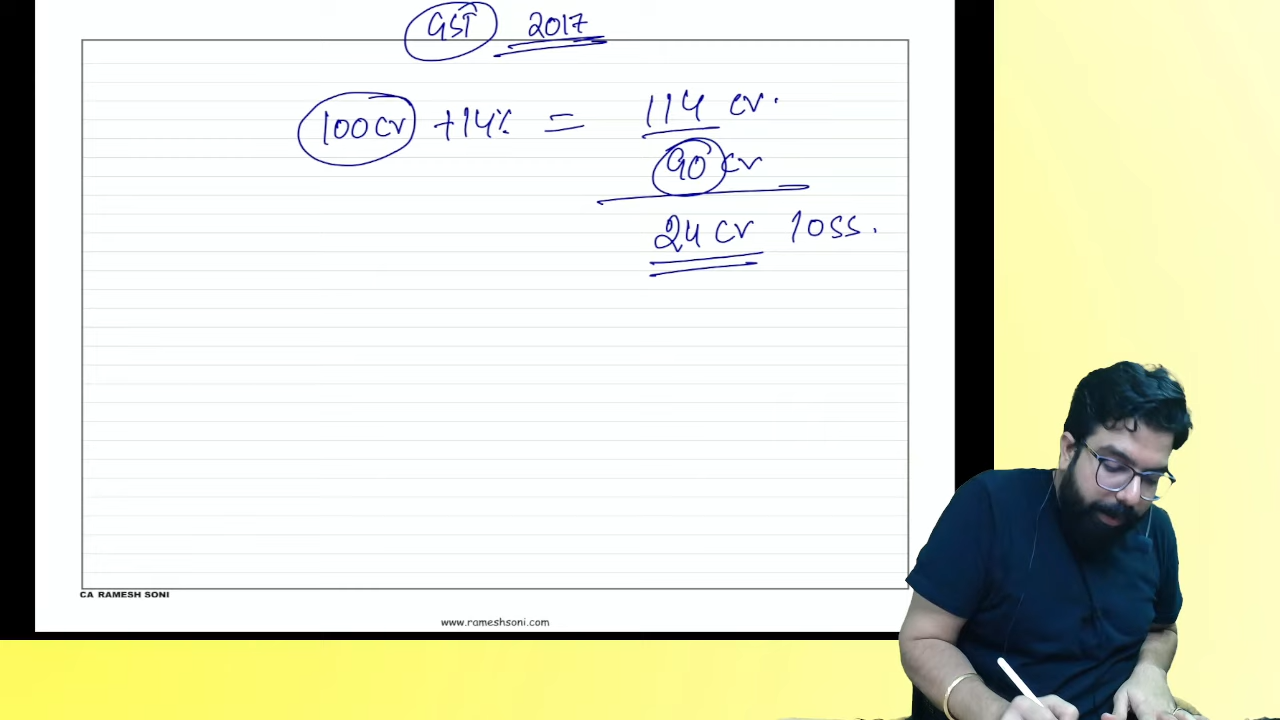 GST 2017
100 cr +14% = 114 cr.
90 cr
24 cr loss.
CA RAMESH SONI
www.rameshsoni.com